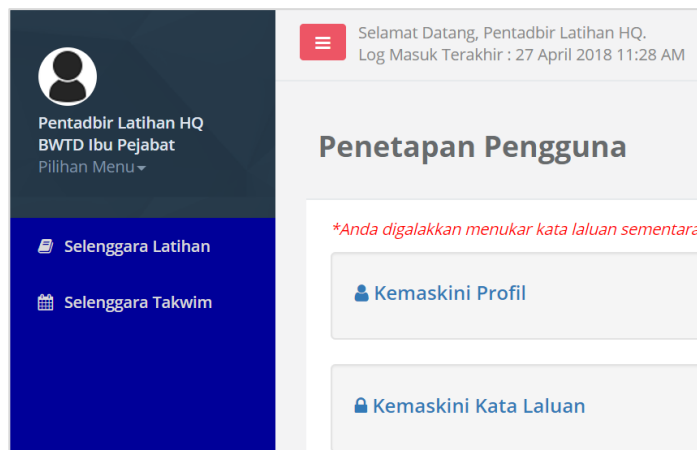 Pentadbir Latihan HQ
BWTD Ibu Pejabat
Pilihan Menu
Selenggara Latihan
Selenggara Takwim
Selamat Datang, Pentadbir Latihan HQ.
Log Masuk Terakhir : 27 April 2018 11:28 AM
Penetapan Pengguna
*Anda digalakkan menukar kata laluan sementara
Kemaskini Profil
Kemaskini Kata Laluan